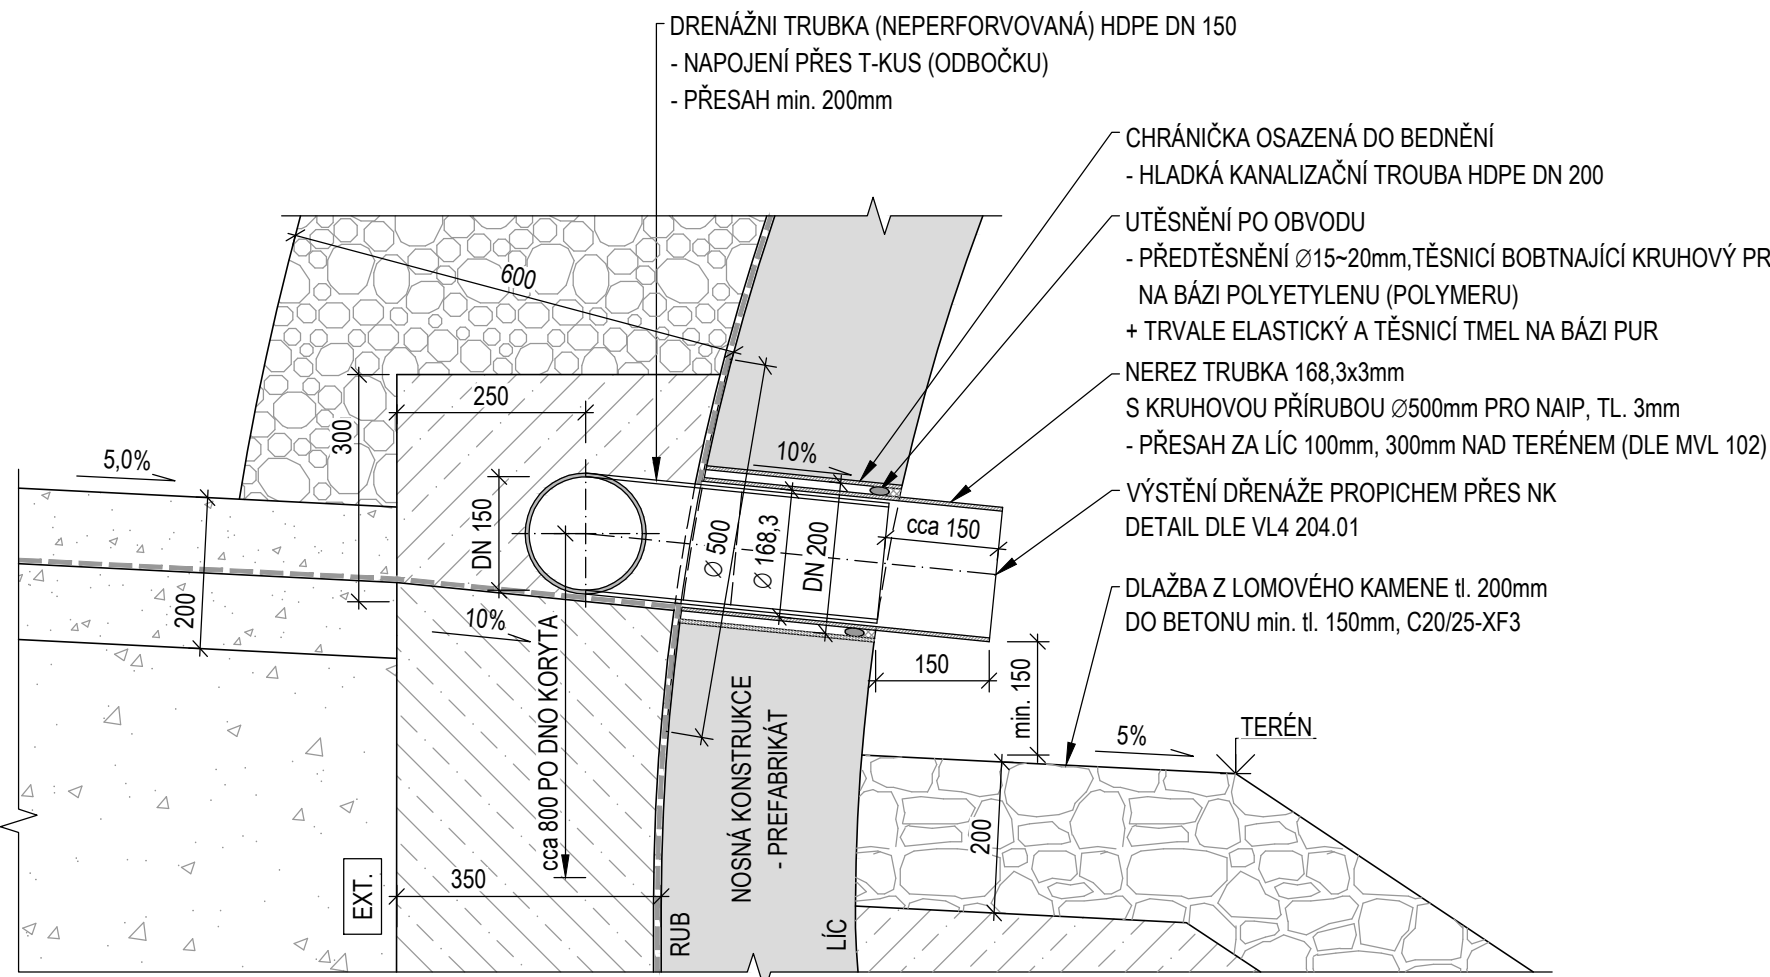 DRENÁŽNI TRUBKA (NEPERFORVOVANÁ) HDPE DN 150
- NAPOJENÍ PŘES T-KUS (ODBOČKU)
- PŘESAH min. 200mm
CHRÁNIČKA OSAZENÁ DO BEDNĚNÍ
- HLADKÁ KANALIZAČNÍ TROUBA HDPE DN 200
UTĚSNĚNÍ PO OBVODU
- PŘEDTĚSNĚNÍ Ø15~20mm,TĚSNICÍ BOBTNAJÍCÍ KRUHOVÝ PR
NA BÁZI POLYETYLENU (POLYMERU)
+ TRVALE ELASTICKÝ A TĚSNICÍ TMEL NA BÁZI PUR
NEREZ TRUBKA 168,3x3mm
S KRUHOVOU PŘÍRUBOU Ø500mm PRO NAIP, TL. 3mm
- PŘESAH ZA LÍC 100mm, 300mm NAD TERÉNEM (DLE MVL 102)
VÝSTĚNÍ DŘENÁŽE PROPICHEM PŘES NK
DETAIL DLE VL4 204.01
DLAŽBA Z LOMOVÉHO KAMENE tl. 200mm
DO BETONU min. tl. 150mm, C20/25-XF3
600
250
300
5,0%
10%
DN 150
Ø 500
Ø 168,3
DN 200
cca 150
200
10%
cca 800 PO DNO KORYTA
150
min. 150
NOSNÁ KONSTRUKCE
- PREFABRIKÁT
5%
TERÉN
200
350
EXT.
RUB
LÍC